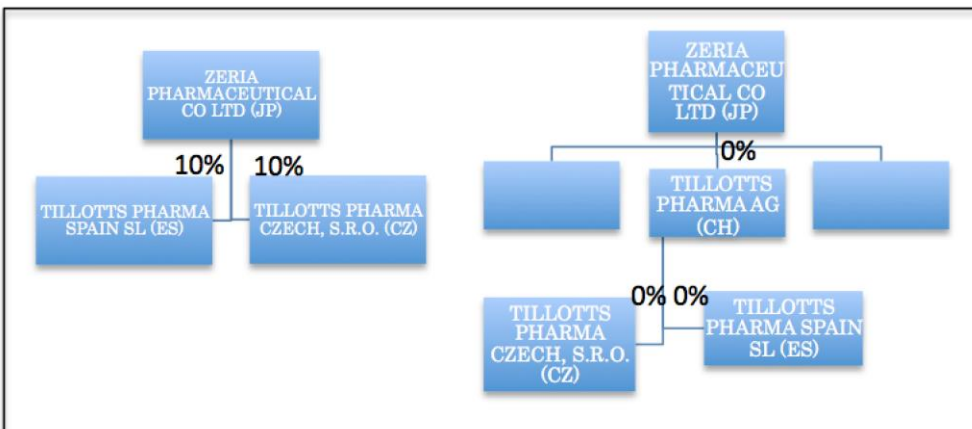 ZERIA
PHARMACEUTICAL
CO LTD (JP)
10%
10%
TILLOTTS PHARMA
SPAIN SL (ES)
TILLOTTS PHARMA
CZECH, S.R.O. (CZ)
ZERIA
PHARMACEU
TICAL CO
LTD (JP)
0%
TILLOTTS
PHARMA AG
(CH)
0%
0%
TILLOTTS
PHARMA
CZECH, S.R.O.
(CZ)
TILLOTTS
PHARMA SPAIN
SL (ES)